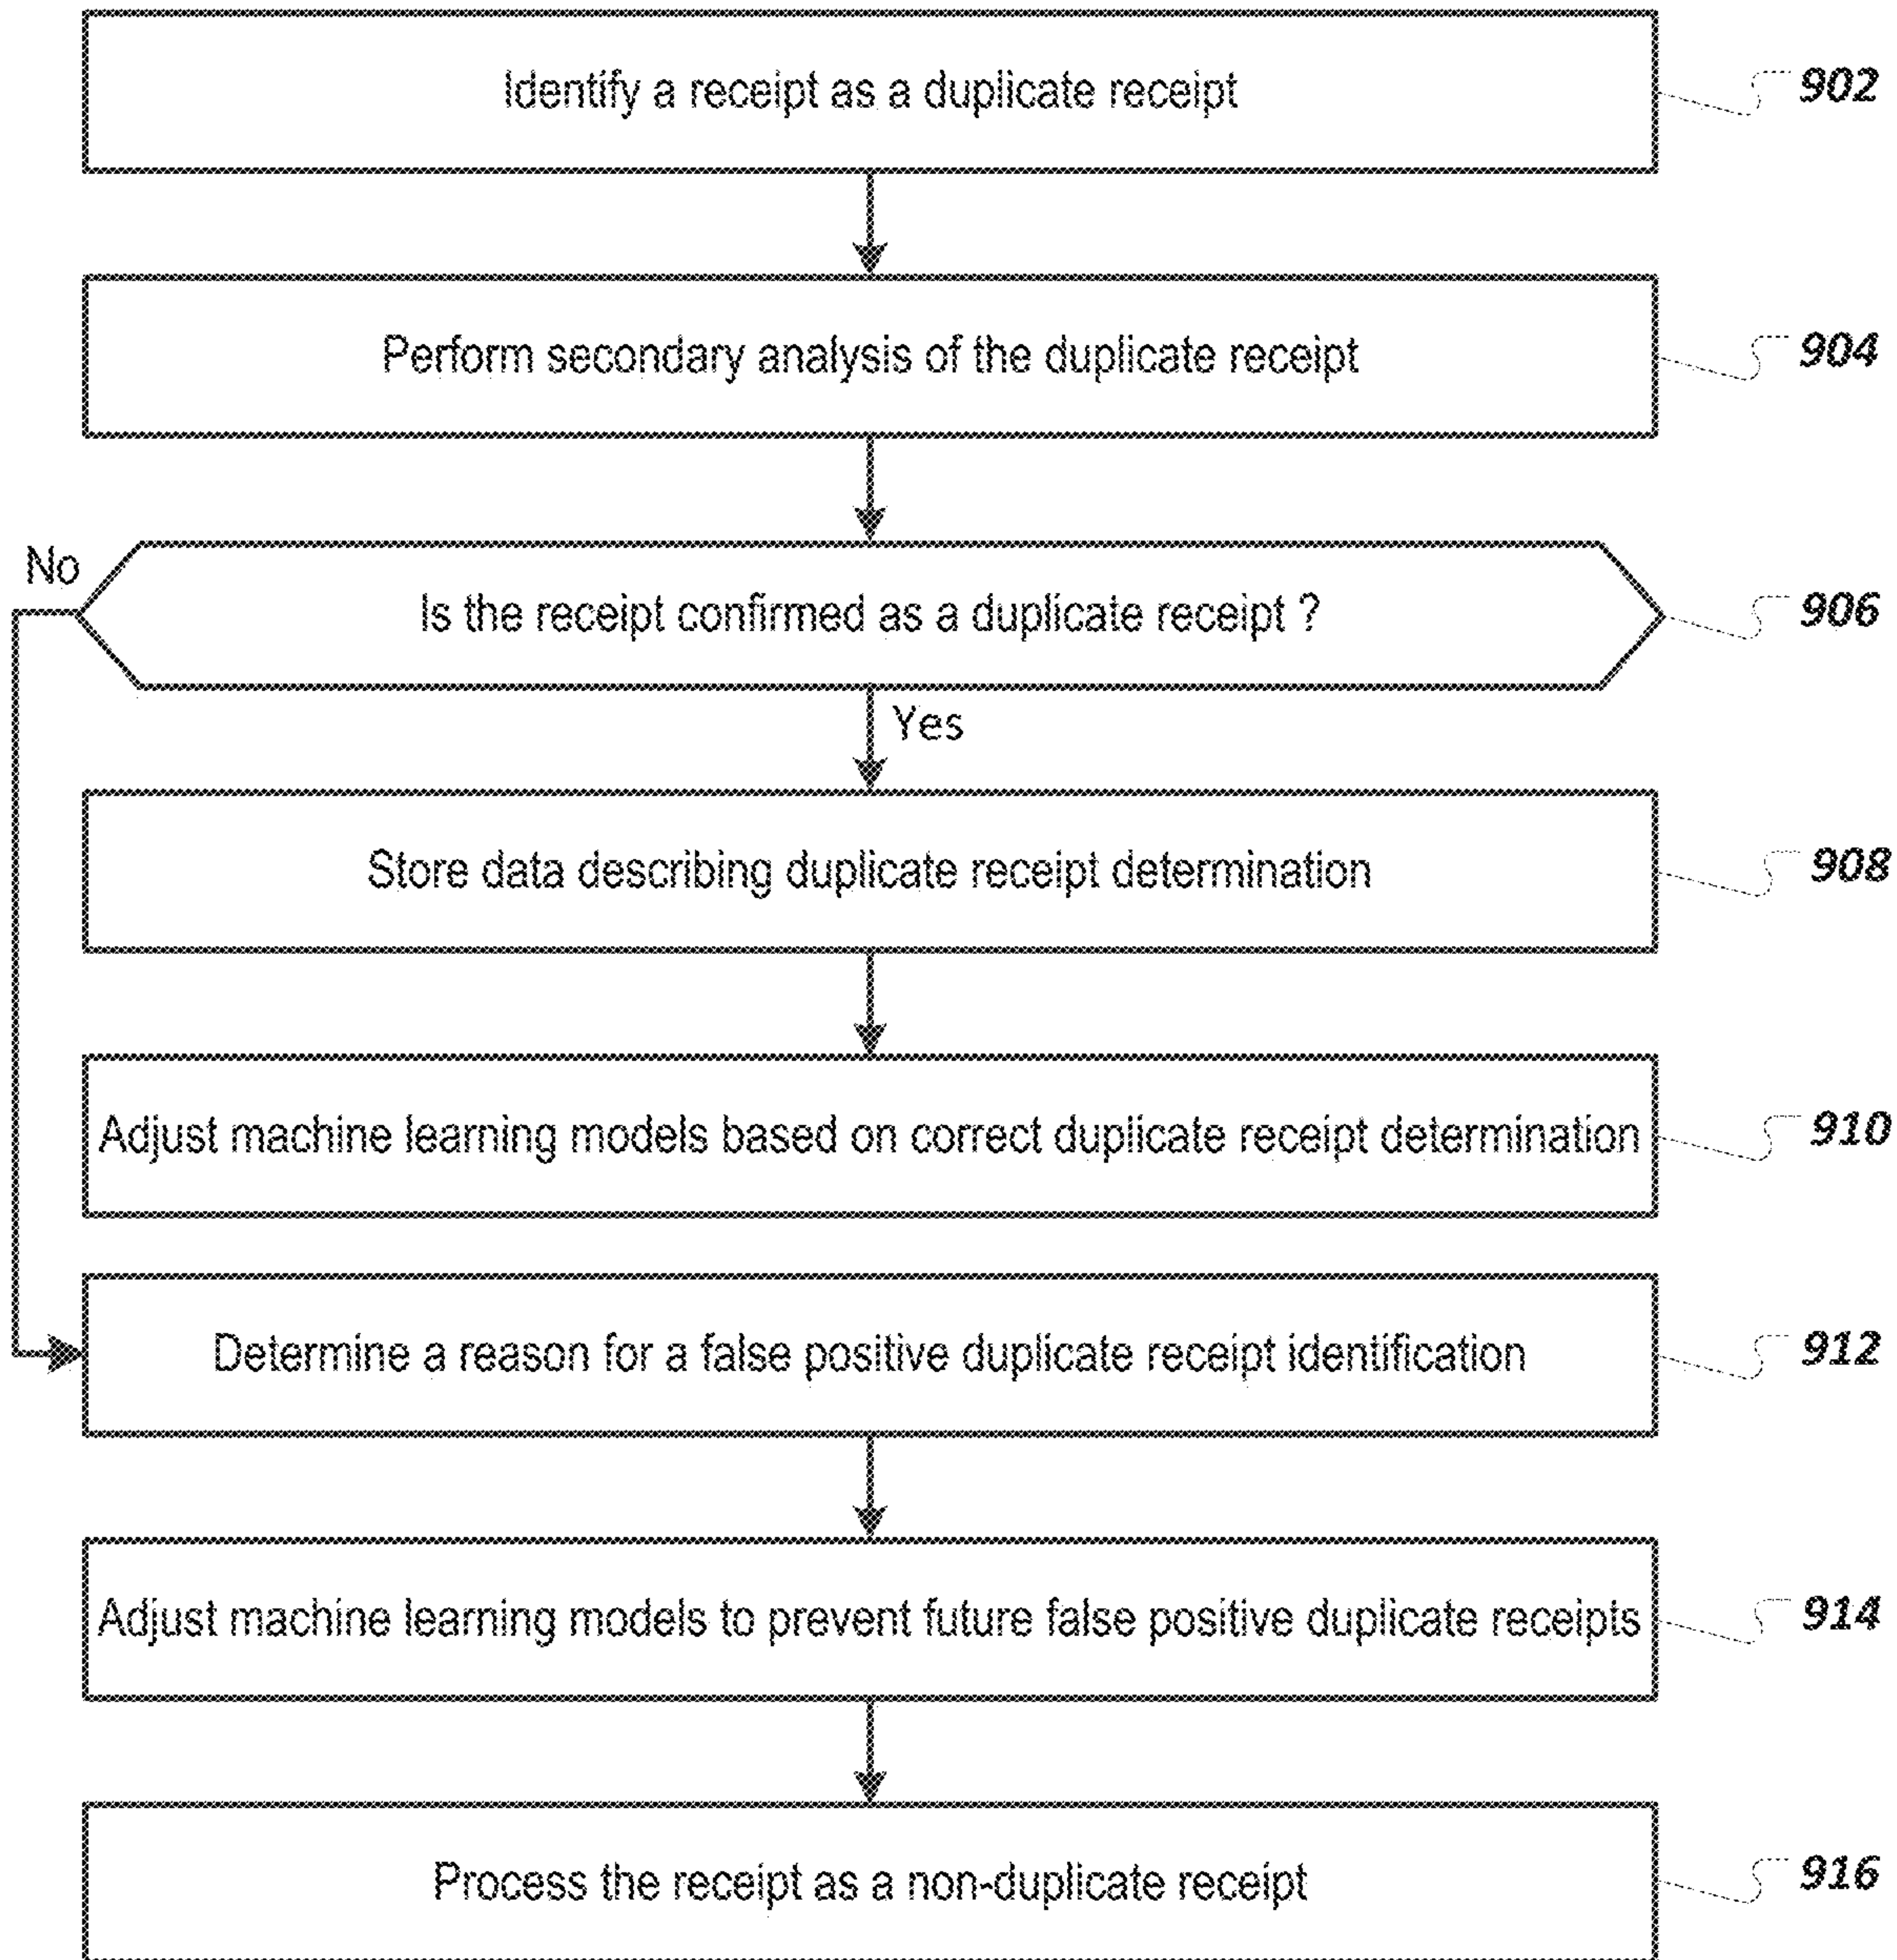 Identify a receipt as a duplicate receipt
902
Perform secondary analysis of the duplicate receipt
904
No
Is the receipt confirmed as a duplicate receipt ?
906
Yes
Store data describing duplicate receipt determination
908
Adjust machine learning models based on correct duplicate receipt determination
910
Determine a reason for a false positive duplicate receipt identification
912
Adjust machine learning models to prevent future false positive duplicate receipts
914
Process the receipt as a non-duplicate receipt
916